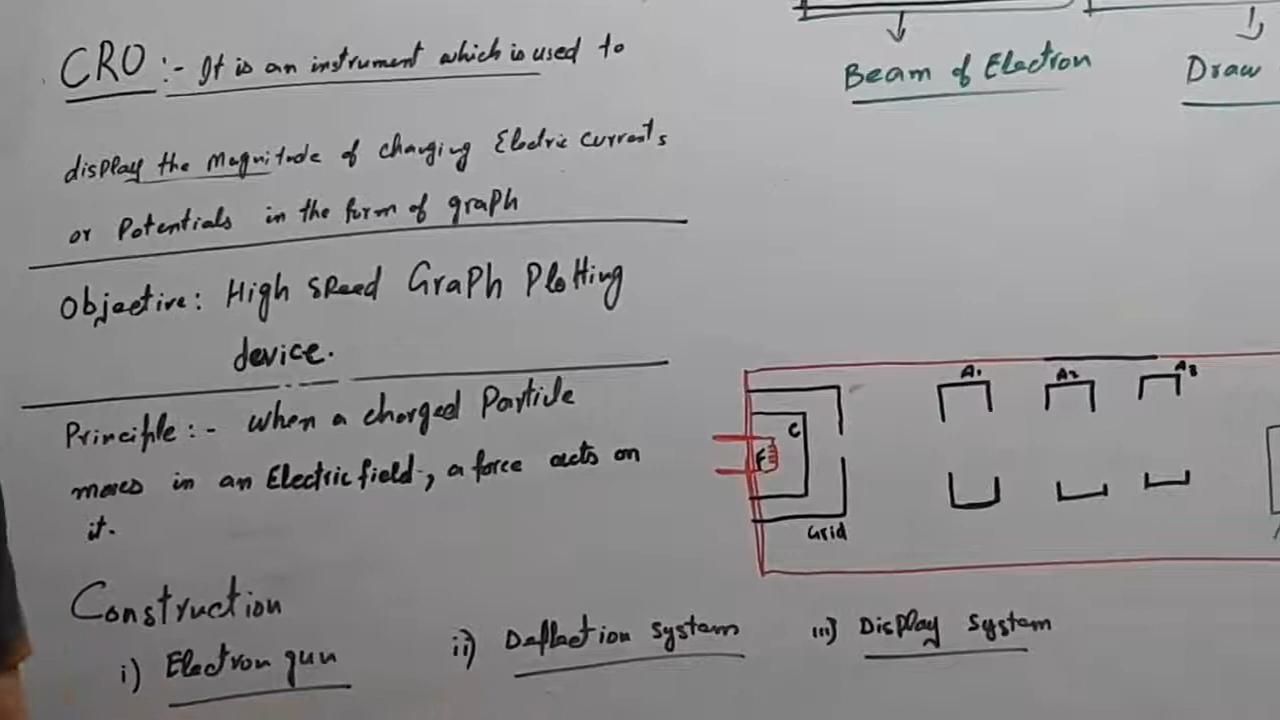 CRO :- It is an instrument which is used to
display the Magnitude of changing Electric currents
or Potentials in the form of graph
Objective: High speed Graph Plotting
device.
Principle:- When a charged Particle
moves in an Electric field, a force acts on
it.
Construction
i) Electron gun
ii) Deflection system
iii) Display system
Beam of Electron
Draw
A1
A2
A3
C
F
Grid